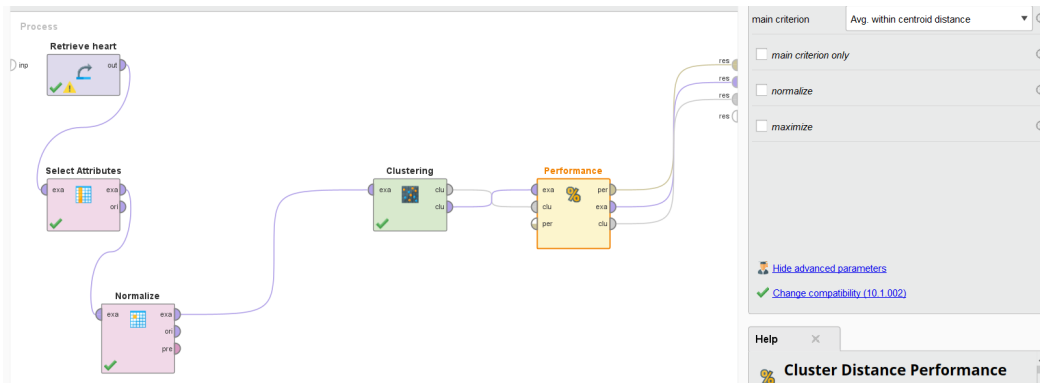 Process
Retrieve heart
inp
out
res
res
res
res
Select Attributes
exa
exa
ori
Clustering
exa
clu
clu
Performance
exa
per
clu
exa
per
clu
Normalize
exa
exa
ori
pre
main criterion
Avg. within centroid distance
main criterion only
normalize
maximize
Hide advanced parameters
Change compatibility (10.1.002)
Help
Cluster Distance Performance